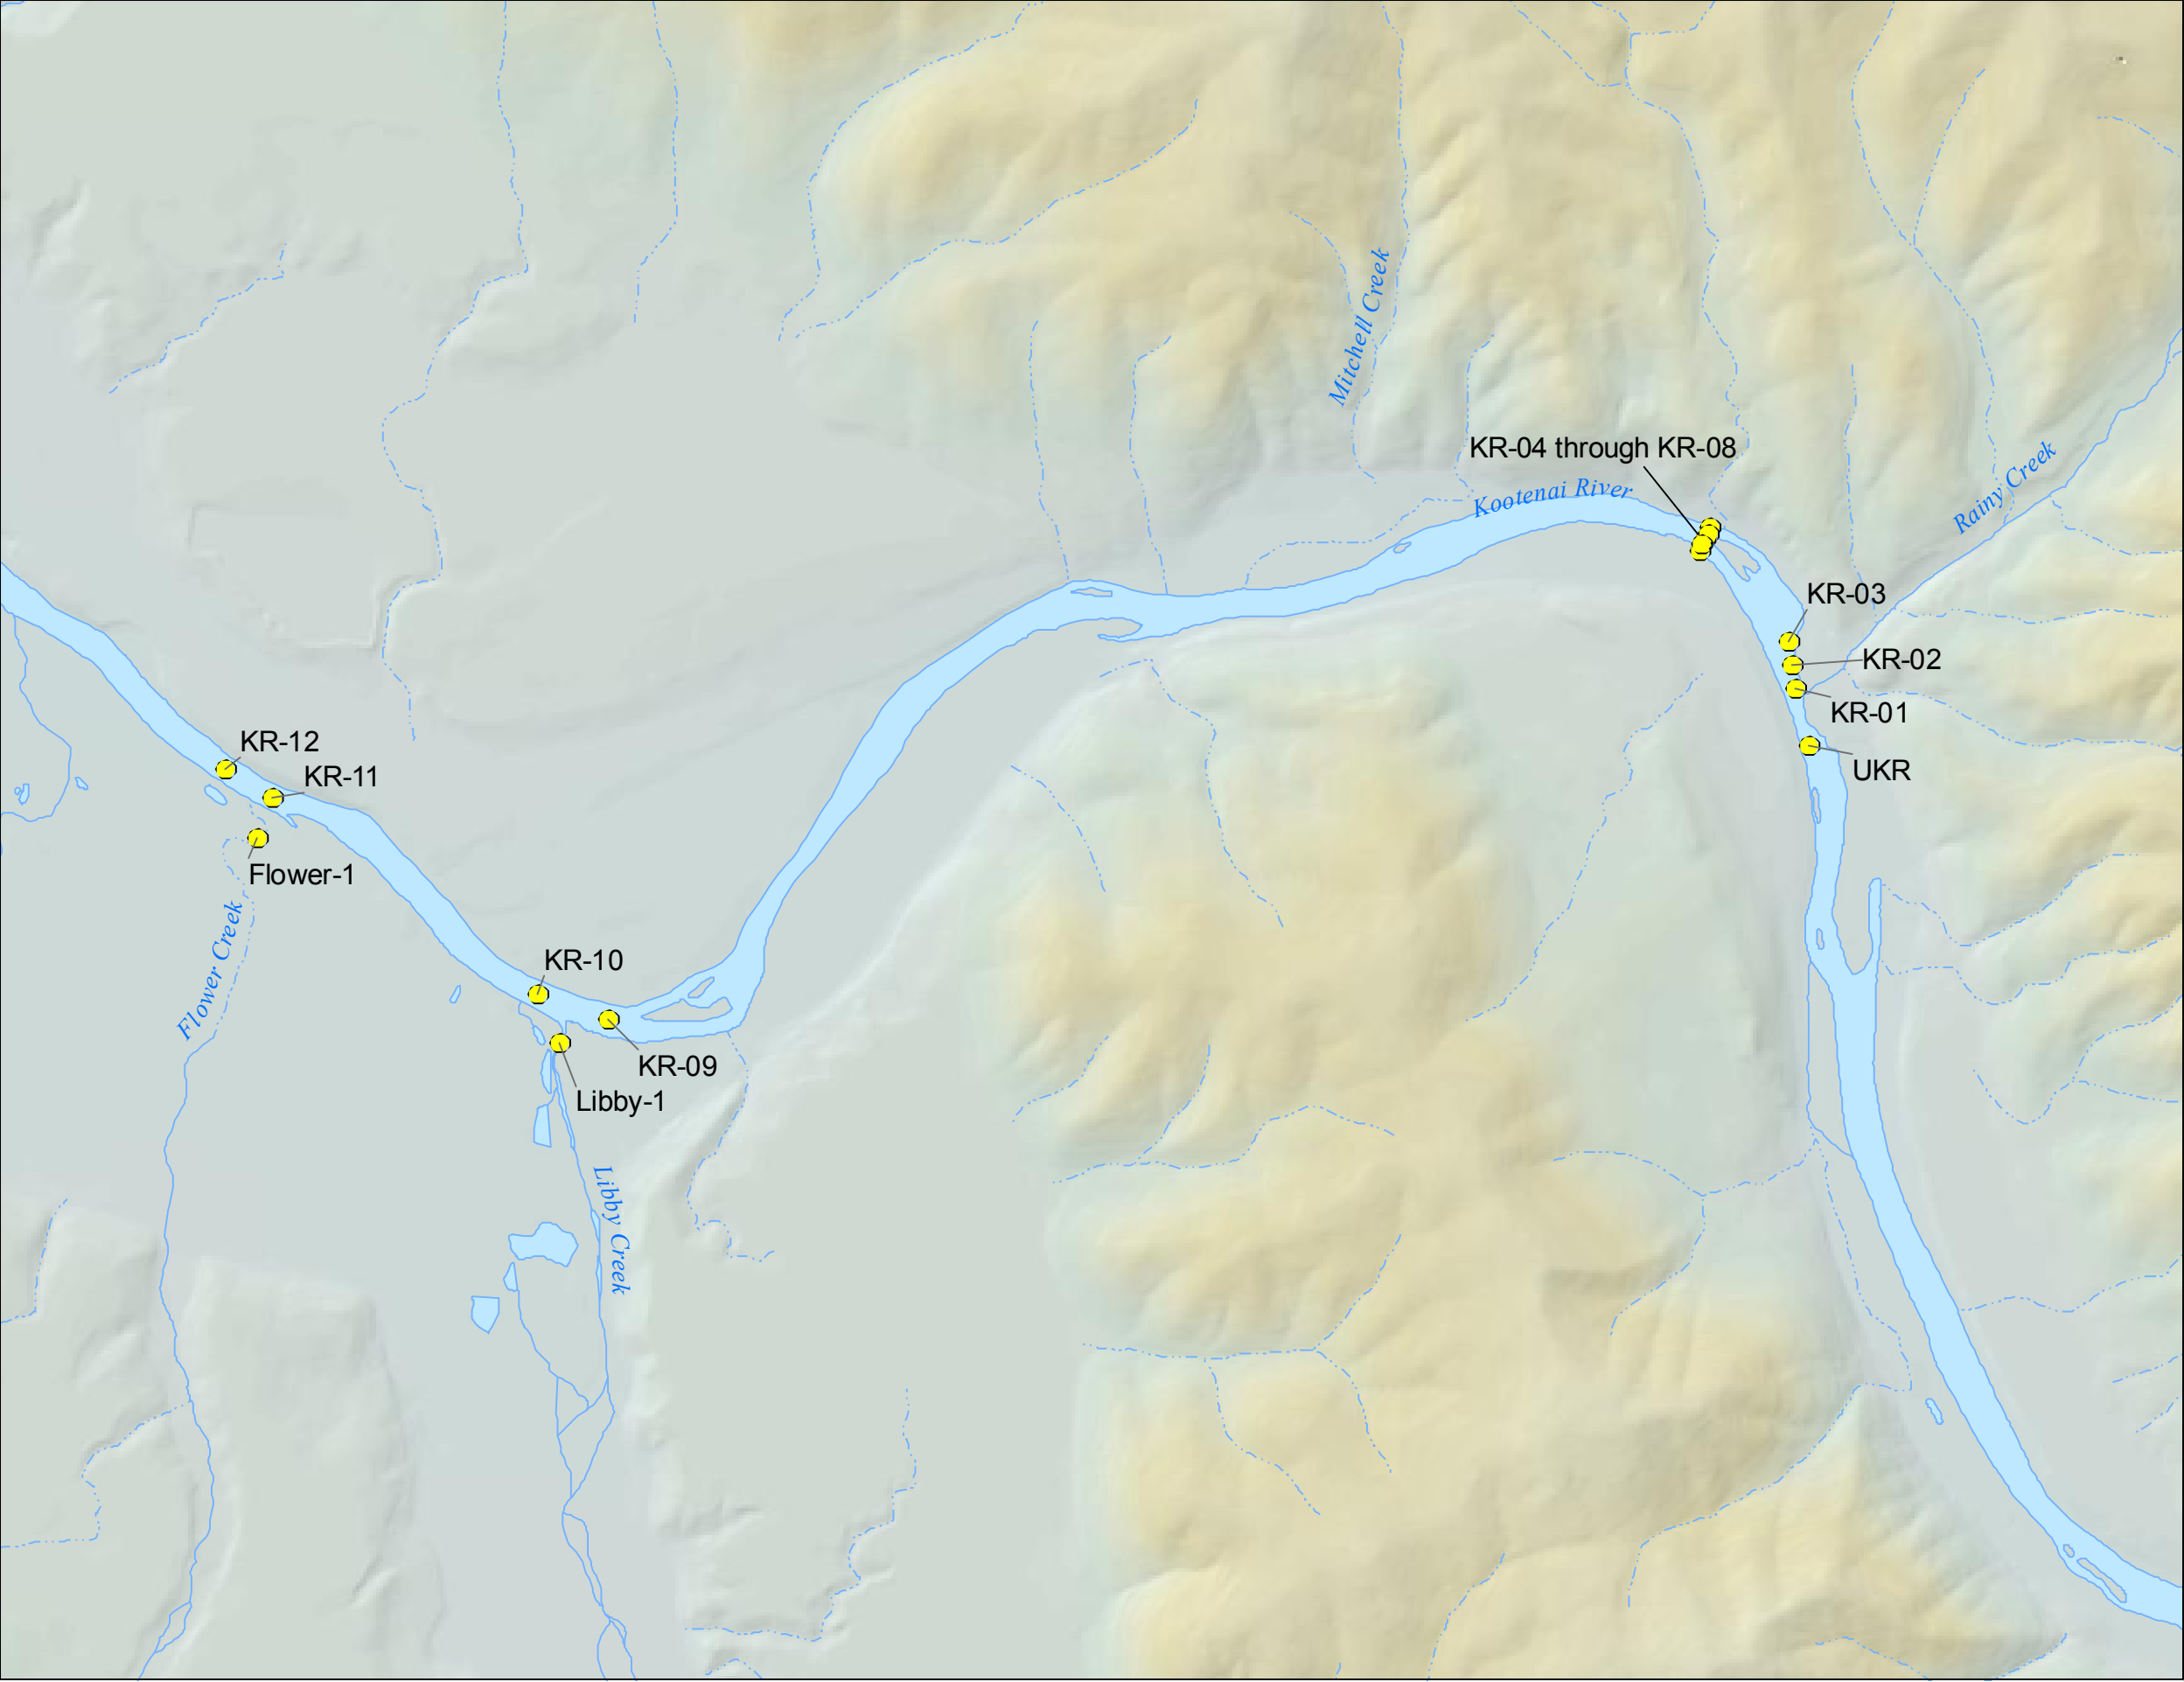 Mitchell Creek
KR-04 through KR-08
Kootenai River
Rainy Creek
KR-03
KR-02
KR-01
UKR
KR-12
KR-11
Flower-1
Flower Creek
KR-10
KR-09
Libby-1
Libby Creek